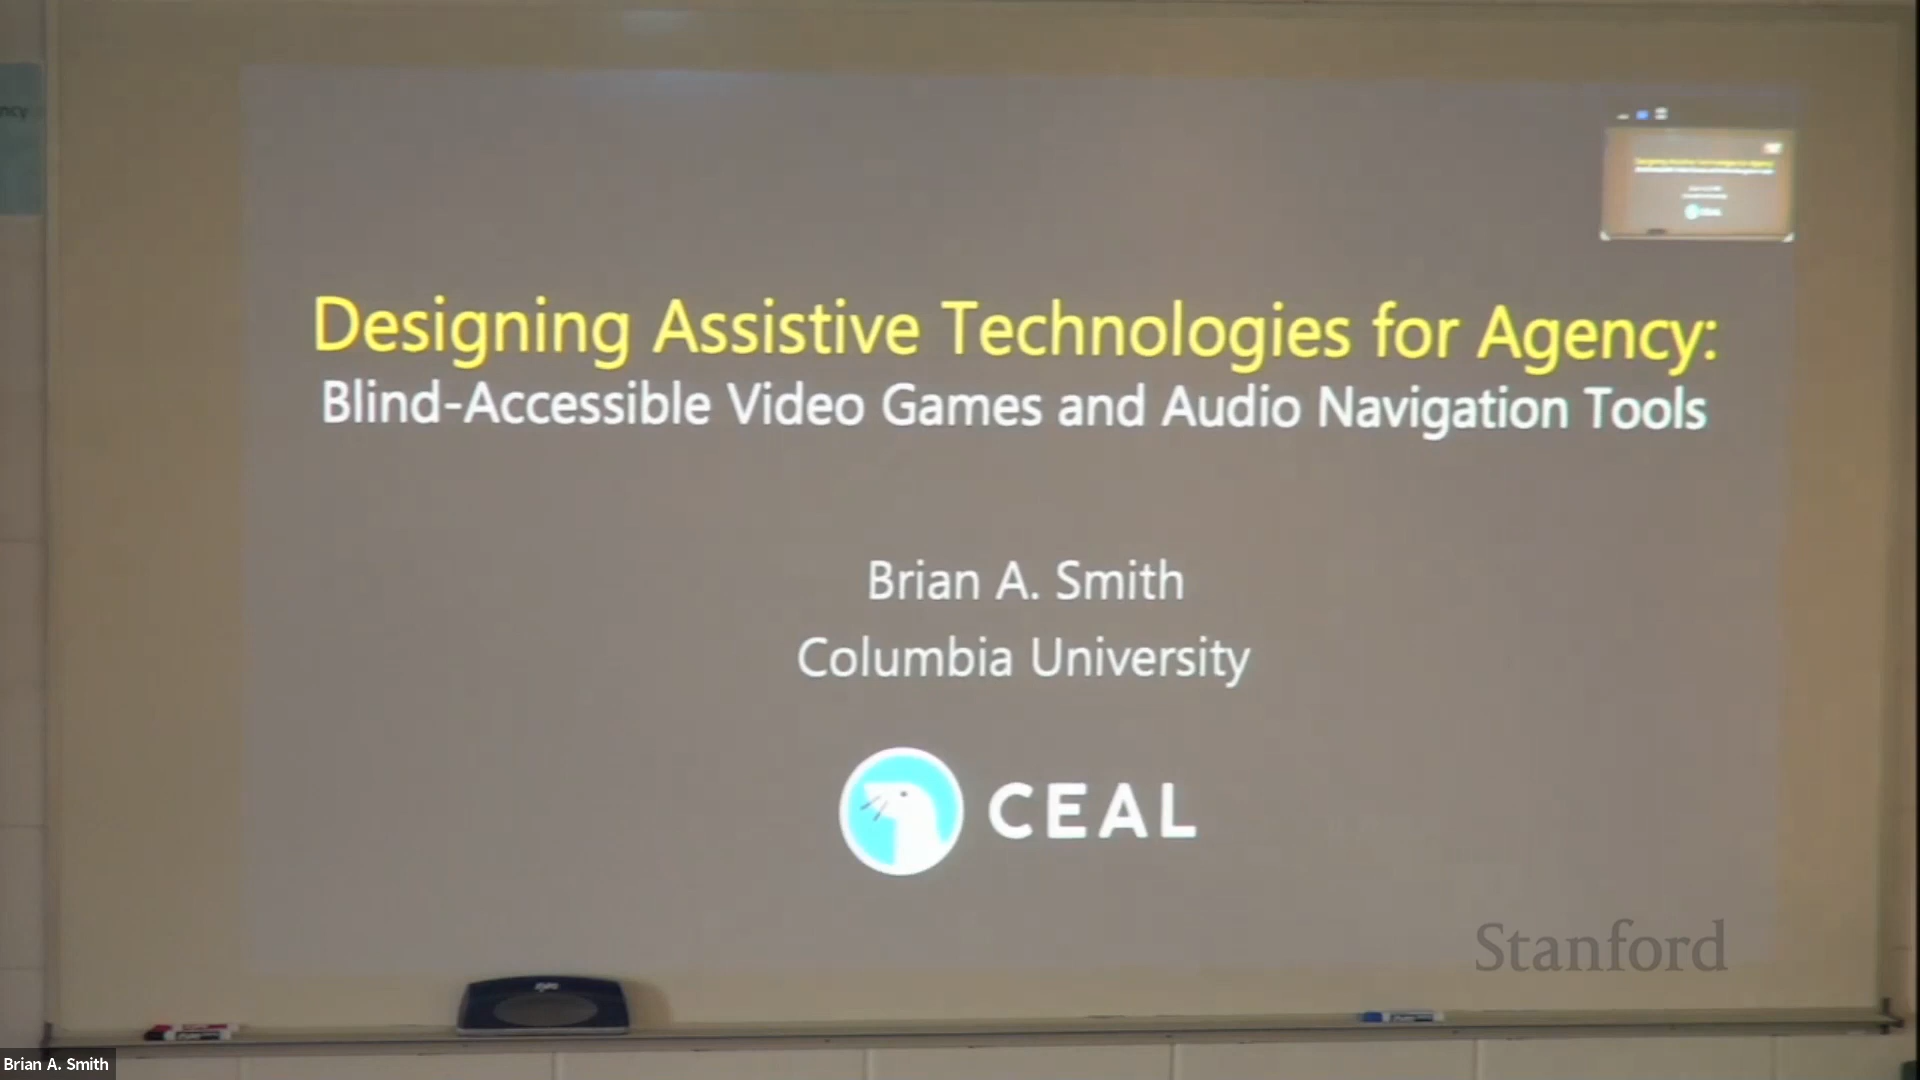 ncy
Designing Assistive Technologies for Agency:
Blind-Accessible Video Games and Audio Navigation Tools
Brian A. Smith
Columbia University
CEAL
Stanford
Brian A. Smith